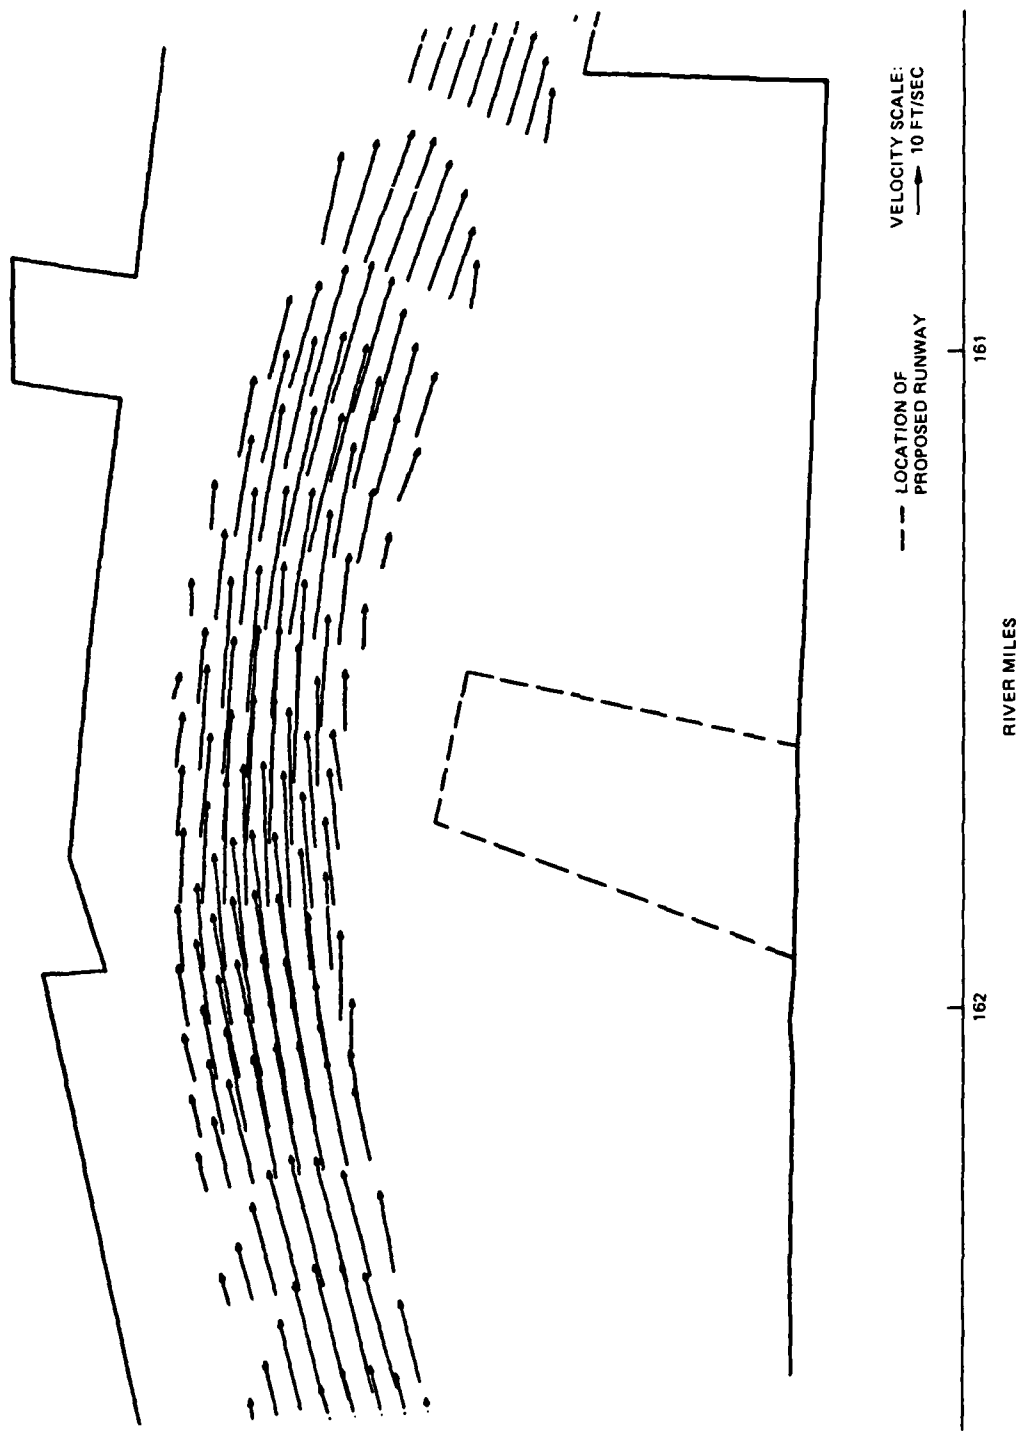 VELOCITY SCALE:
10 FT/SEC
LOCATION OF
PROPOSED RUNWAY
161
162
RIVER MILES